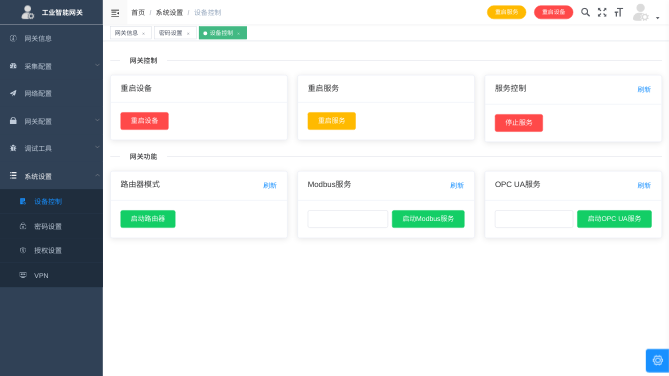 工业智能网关
首页 / 系统设置 / 设备控制
重启服务
重启设备
网关信息
密码设置
设备控制
网关信息
采集配置
网络配置
网关配置
调试工具
系统设置
设备控制
密码设置
授权设置
VPN
网关控制
重启设备
重启设备
重启服务
重启服务
服务控制
刷新
停止服务
网关功能
路由器模式
刷新
启动路由器
Modbus服务
刷新
启动Modbus服务
OPC UA服务
刷新
启动OPC UA服务